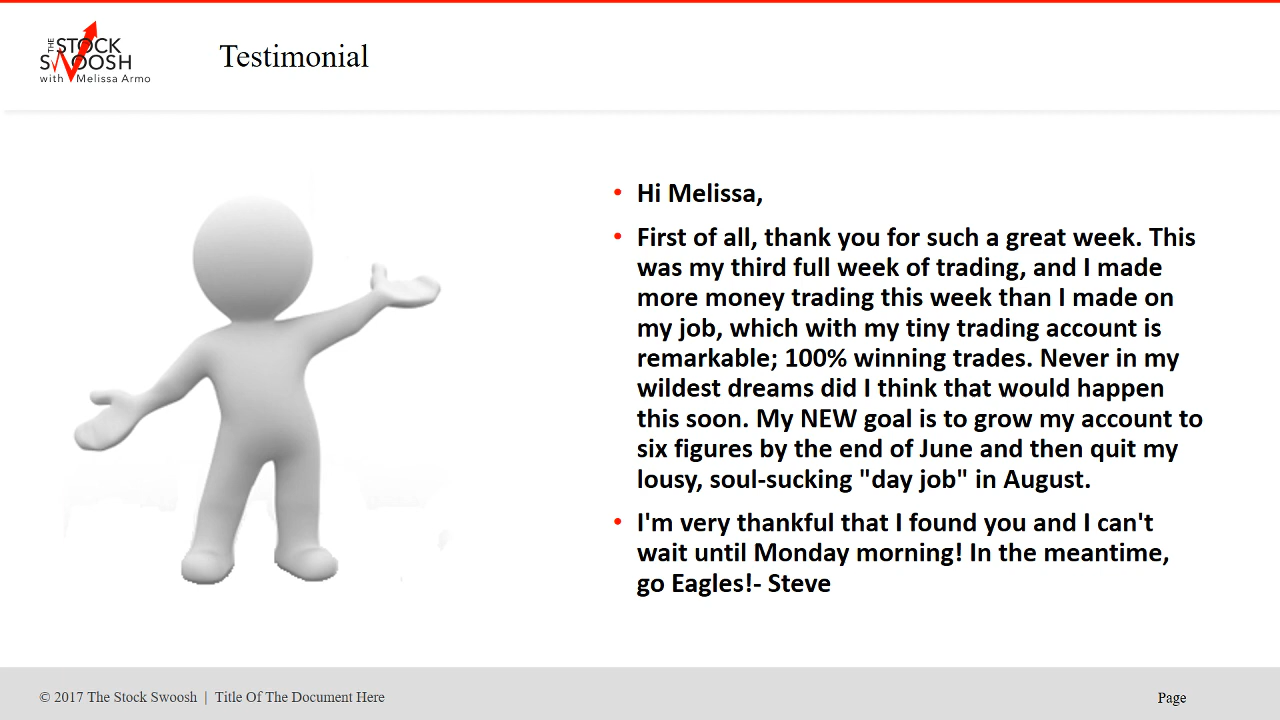 THE STOCK
SWOOSH
with Melissa Armo
Testimonial
• Hi Melissa,
• First of all, thank you for such a great week. This
was my third full week of trading, and I made
more money trading this week than I made on
my job, which with my tiny trading account is
remarkable; 100% winning trades. Never in my
wildest dreams did I think that would happen
this soon. My NEW goal is to grow my account to
six figures by the end of June and then quit my
lousy, soul-sucking "day job" in August.
• I'm very thankful that I found you and I can't
wait until Monday morning! In the meantime,
go Eagles!- Steve
© 2017 The Stock Swoosh | Title Of The Document Here
Page